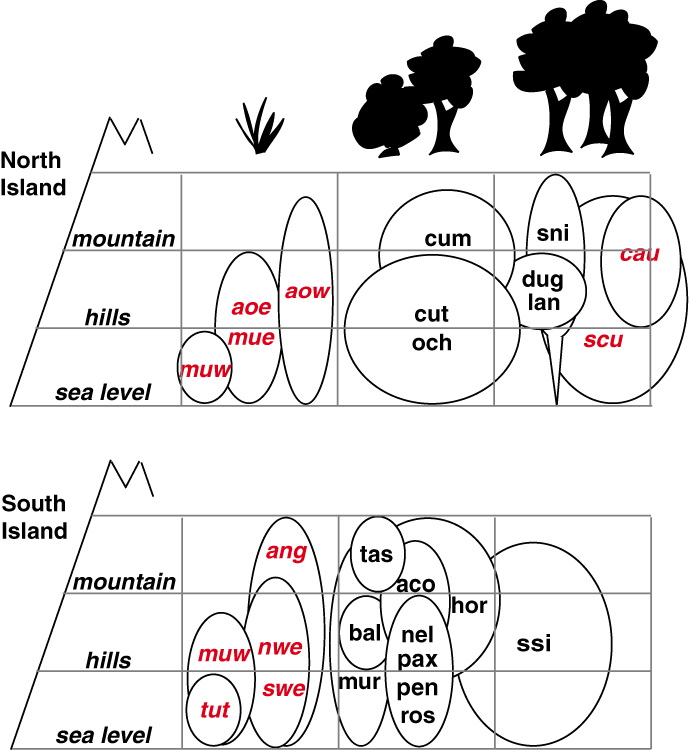 North
Island
mountain
cum
sni
cau
aow
dug
lan
aoe
hills
cut
mue
och
scu
muw
sea level
South
Island
ang
tas
mountain
aco
hor
bal
nel
ssi
nwe
muw
hills
pax
mur
swe
pen
tut
ros
sea level